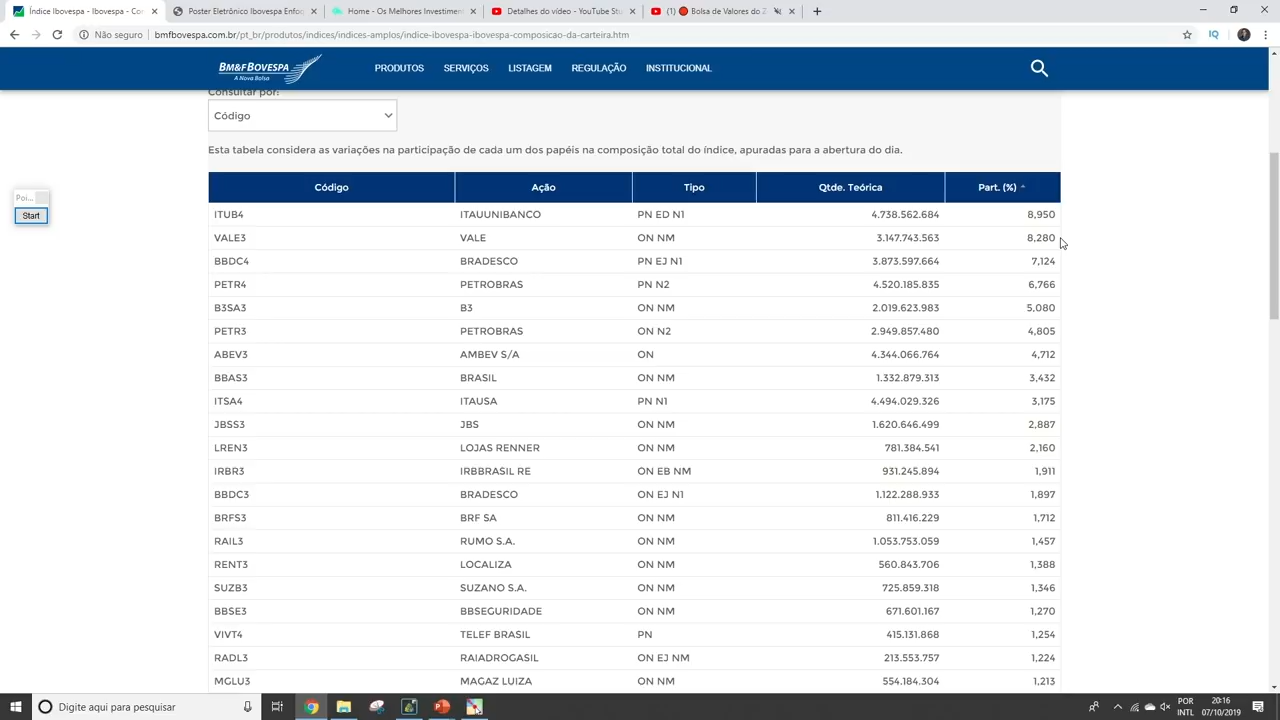 Índice Ibovespa - Ibovespa - Co
Poster Eletrônico Ibovespa Enfoq
Home - Os Melhores Investiment
Detalhes do vídeo - YouTube Stu
(1) 🔴 Bolsa de Valores do Z
Não seguro | bmfbovespa.com.br/pt_br/produtos/indices/indices-amplos/indice-ibovespa-ibovespa-composicao-da-carteira.htm
IQ
BM&FBOVESPA
A Nova Bolsa
PRODUTOS SERVIÇOS LISTAGEM REGULAÇÃO INSTITUCIONAL
Consultar por:
Código
Esta tabela considera as variações na participação de cada um dos papéis na composição total do índice, apuradas para a abertura do dia.
Poi...
Start
Código Ação Tipo Qtde. Teórica Part. (%)
ITUB4 ITAUUNIBANCO PN ED N1 4.738.562.684 8,950
VALE3 VALE ON NM 3.147.743.563 8,280
BBDC4 BRADESCO PN EJ N1 3.873.597.664 7,124
PETR4 PETROBRAS PN N2 4.520.185.835 6,766
B3SA3 B3 ON NM 2.019.623.983 5,080
PETR3 PETROBRAS ON N2 2.949.857.480 4,805
ABEV3 AMBEV S/A ON 4.344.066.764 4,712
BBAS3 BRASIL ON NM 1.332.879.313 3,432
ITSA4 ITAUSA PN N1 4.494.029.326 3,175
JBSS3 JBS ON NM 1.620.646.499 2,887
LREN3 LOJAS RENNER ON NM 781.384.541 2,160
IRBR3 IRBBRASIL RE ON EB NM 931.245.894 1,911
BBDC3 BRADESCO ON EJ N1 1.122.288.933 1,897
BRFS3 BRF SA ON NM 811.416.229 1,712
RAIL3 RUMO S.A. ON NM 1.053.753.059 1,457
RENT3 LOCALIZA ON NM 560.843.706 1,388
SUZB3 SUZANO S.A. ON NM 725.859.318 1,346
BBSE3 BBSEGURIDADE ON NM 671.601.167 1,270
VIVT4 TELEF BRASIL PN 415.131.868 1,254
RADL3 RAIADROGASIL ON EJ NM 213.553.757 1,224
MGLU3 MAGAZ LUIZA ON NM 554.184.304 1,213
Digite aqui para pesquisar
POR
INTL
20:16
07/10/2019